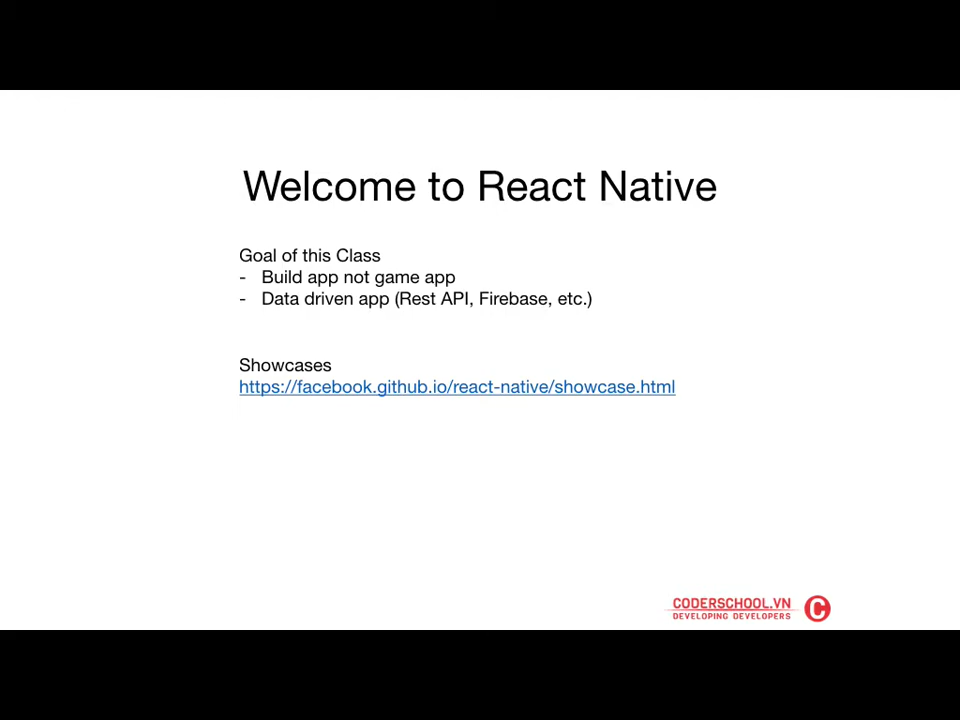 Welcome to React Native
Goal of this Class
- Build app not game app
- Data driven app (Rest API, Firebase, etc.)
Showcases
https://facebook.github.io/react-native/showcase.html
CODERSCHOOL.VN
DEVELOPING DEVELOPERS
C